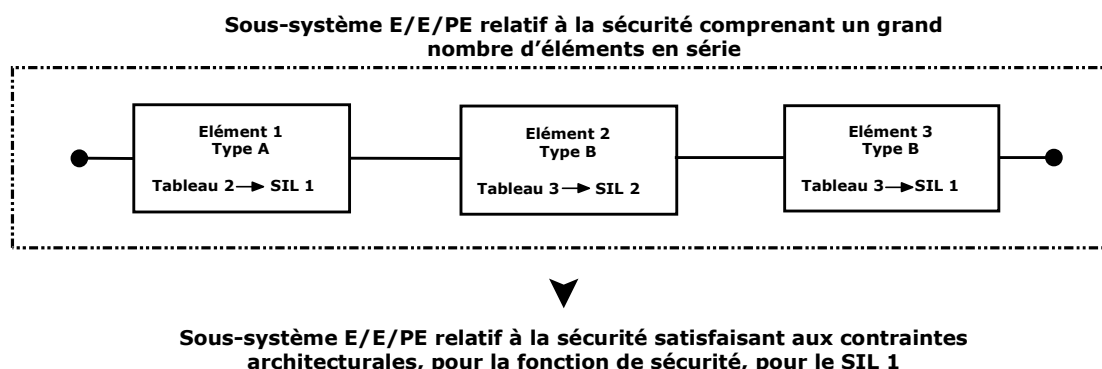 Sous-système E/E/PE relatif à la sécurité comprenant un grand
nombre d’éléments en série
Elément 1
Type A
Tableau 2 → SIL 1
Elément 2
Type B
Tableau 3 → SIL 2
Elément 3
Type B
Tableau 3 → SIL 1
Sous-système E/E/PE relatif à la sécurité satisfaisant aux contraintes
architecturales, pour la fonction de sécurité, pour le SIL 1